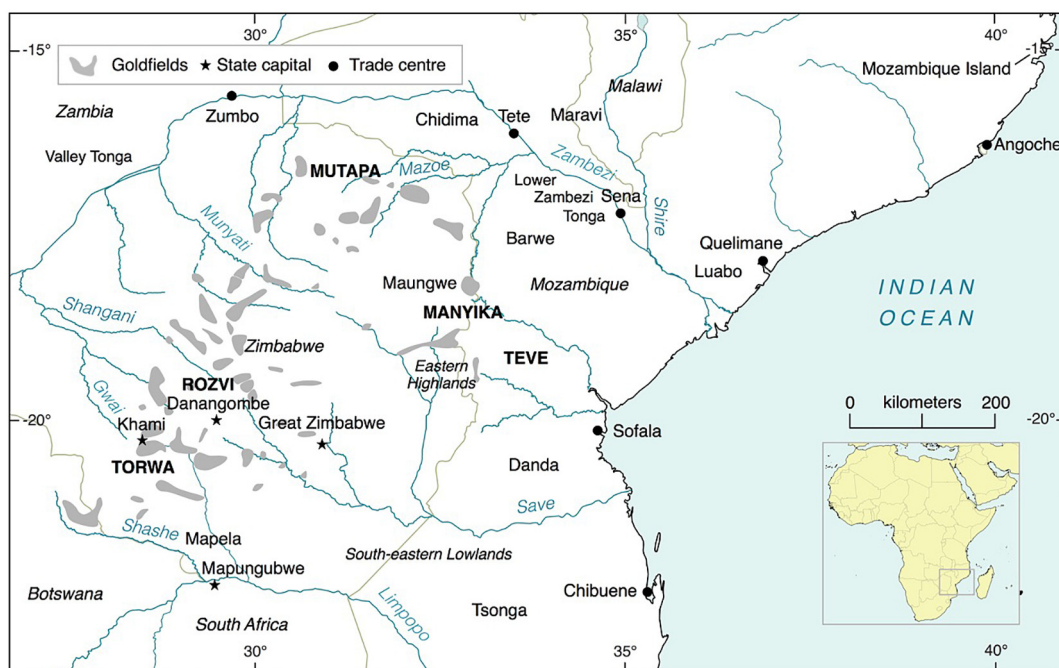 30°
35°
40°
-15°
-15°
Goldfields
State capital
Trade centre
Mozambique Island
Zambia
Zumbo
Chidima
Tete
Maravi
Malawi
Angoche
Valley Tonga
MUTAPA
Mazoe
Zambezi
Lower
Zambezi
Tonga
Sena
Shire
Munyati
Barwe
Quelimane
Luabo
Maungwe
Mozambique
INDIAN
OCEAN
Shangani
MANYIKA
Zimbabwe
TEVE
Eastern
Highlands
ROZVI
Danangombe
Gwai
Khami
Great Zimbabwe
0 kilometers 200
-20°
-20°
Sofala
TORWA
Danda
Save
Shashe
Mapela
South-eastern Lowlands
Mapungubwe
Chibuene
Botswana
Limpopo
Tsonga
South Africa
30°
35°
40°